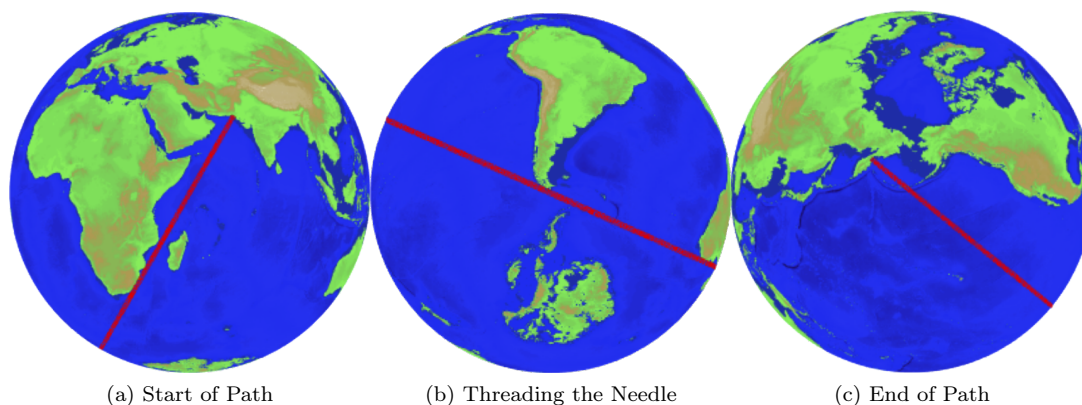 (a) Start of Path
(b) Threading the Needle
(c) End of Path